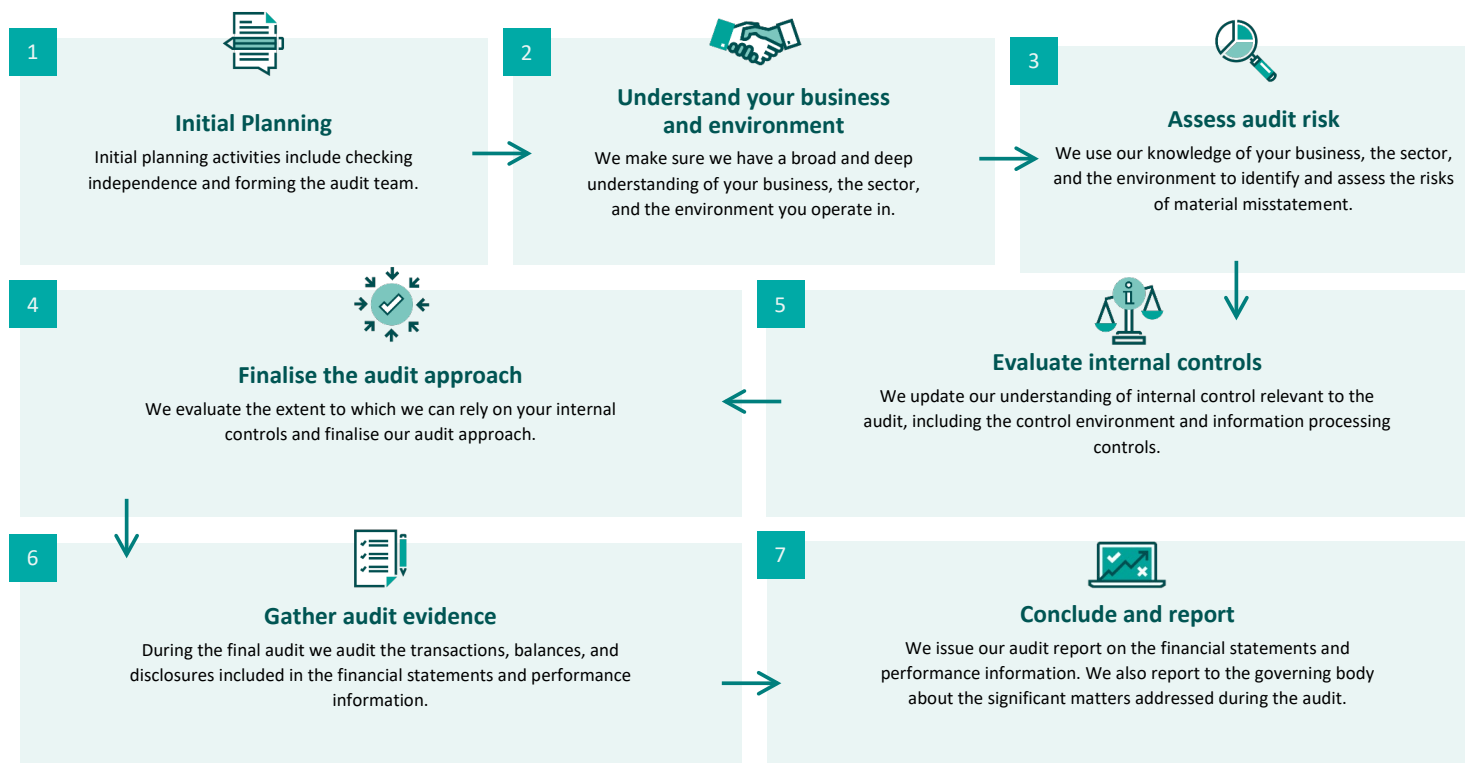 1
Initial Planning
Initial planning activities include checking
independence and forming the audit team.
2
Understand your business
and environment
We make sure we have a broad and deep
understanding of your business, the sector,
and the environment you operate in.
3
Assess audit risk
We use our knowledge of your business, the sector,
and the environment to identify and assess the risks
of material misstatement.
4
Finalise the audit approach
We evaluate the extent to which we can rely on your internal
controls and finalise our audit approach.
5
i
Evaluate internal controls
We update our understanding of internal control relevant to the
audit, including the control environment and information processing
controls.
6
Gather audit evidence
During the final audit we audit the transactions, balances, and
disclosures included in the financial statements and performance
information.
7
Conclude and report
We issue our audit report on the financial statements and
performance information. We also report to the governing body
about the significant matters addressed during the audit.